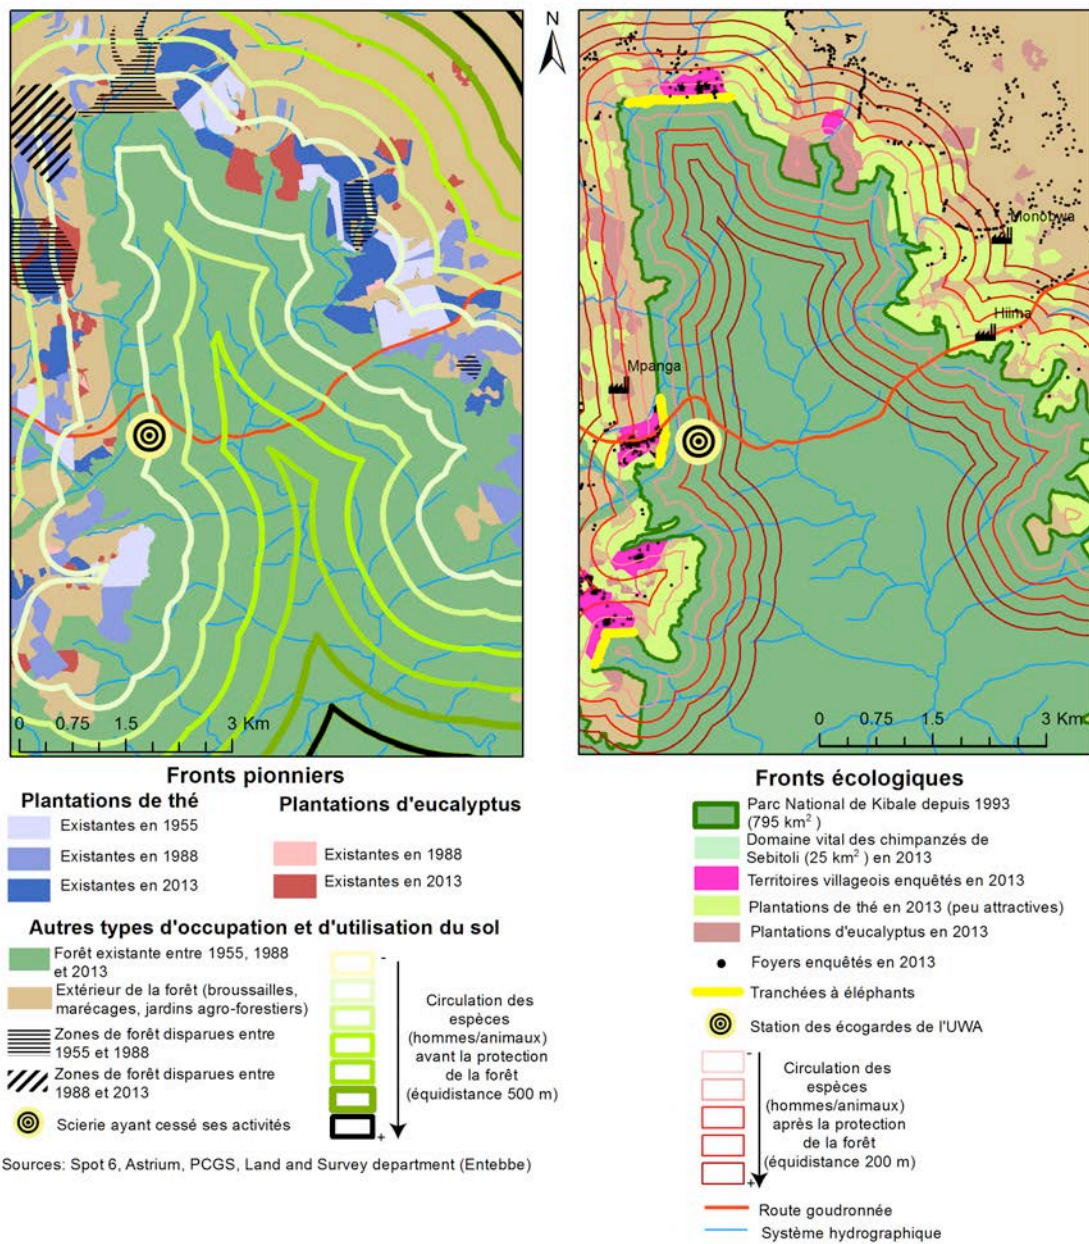 N
Monobwa
Hiima
Mpanga
0 0.75 1.5 3 Km
0 0.75 1.5 3 Km
Fronts pionniers
Plantations de thé
Existantes en 1955
Existantes en 1988
Existantes en 2013
Plantations d'eucalyptus
Existantes en 1988
Existantes en 2013
Autres types d'occupation et d'utilisation du sol
Forêt existante entre 1955, 1988
et 2013
Extérieur de la forêt (broussailles,
marécages, jardins agro-forestiers)
Zones de forêt disparues entre
1955 et 1988
Zones de forêt disparues entre
1988 et 2013
Scierie ayant cessé ses activités
-
Circulation des
espèces
(hommes/animaux)
avant la protection
de la forêt
(équidistance 500 m)
+
Sources: Spot 6, Astrium, PCGS, Land and Survey department (Entebbe)
Fronts écologiques
Parc National de Kibale depuis 1993
(795 km²)
Domaine vital des chimpanzés de
Sebitoli (25 km²) en 2013
Territoires villageois enquêtés en 2013
Plantations de thé en 2013 (peu attractives)
Plantations d'eucalyptus en 2013
Foyers enquêtés en 2013
Tranchées à éléphants
Station des écogardes de l'UWA
-
Circulation des
espèces
(hommes/animaux)
après la protection
de la forêt
(équidistance 200 m)
+
Route goudronnée
Système hydrographique